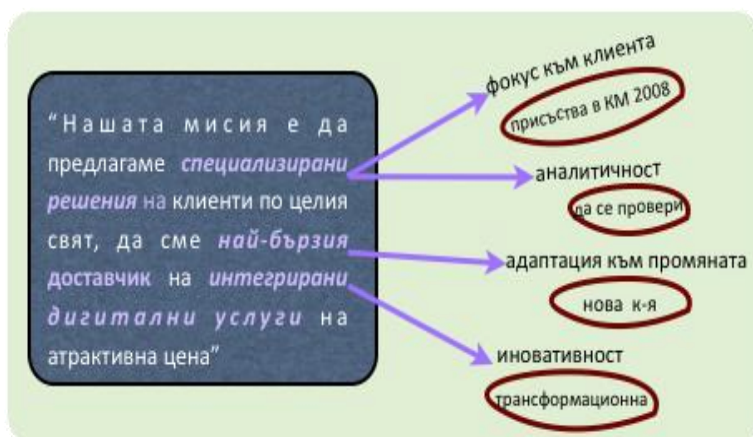 “Нашата мисия е да
предлагаме специализирани
решения на клиенти по целия
свят, да сме най-бързия
доставчик на интегрирани
дигитални услуги на
атрактивна цена”
фокус към клиента
присъства в КМ 2008
аналитичност
да се провери
адаптация към промяната
нова к-я
иновативност
трансформационна